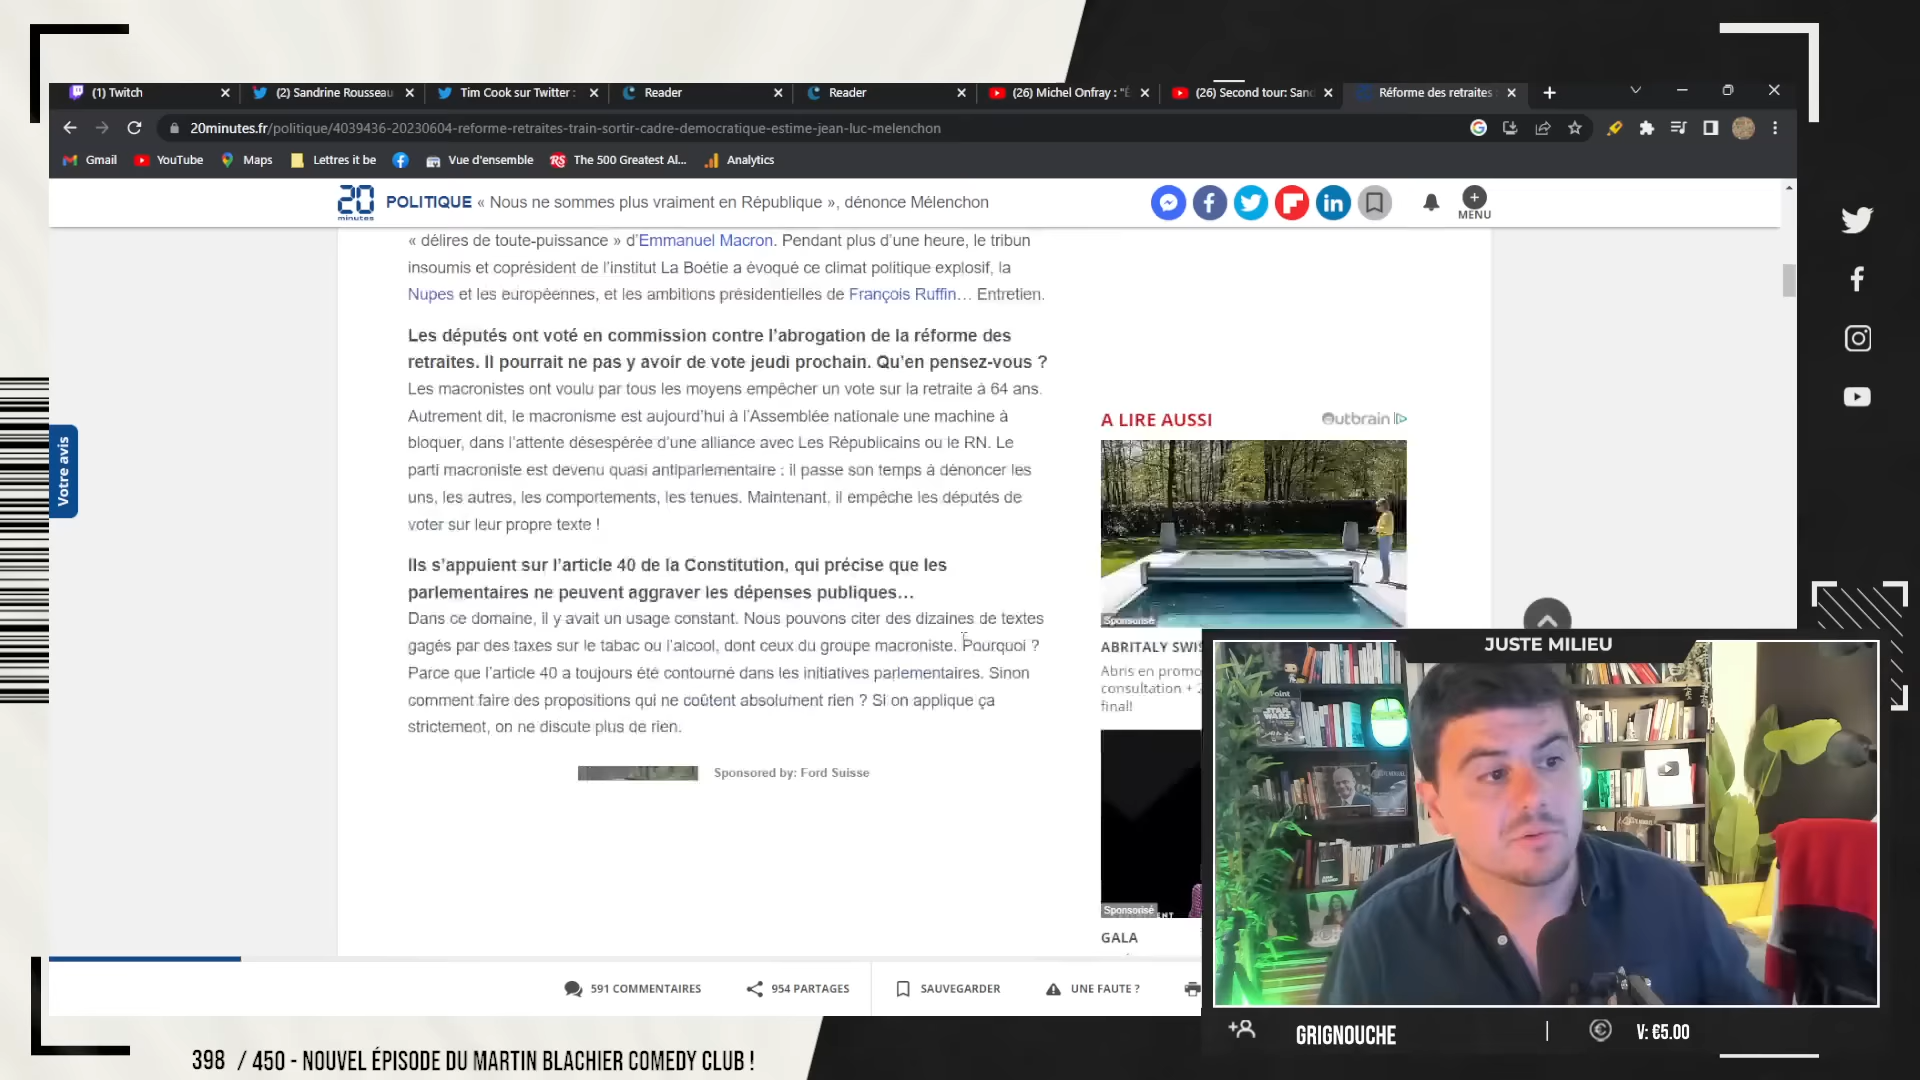 (1) Twitch
(2) Sandrine Rousseau
Tim Cook sur Twitter :
Reader
Reader
(26) Michel Onfray : "É
(26) Second tour: Sand
Réforme des retraites :
20minutes.fr/politique/4039436-20230604-reforme-retraites-train-sortir-cadre-democratique-estime-jean-luc-melenchon
Gmail
YouTube
Maps
Lettres it be
Vue d'ensemble
The 500 Greatest Al...
Analytics
20 minutes
POLITIQUE « Nous ne sommes plus vraiment en République », dénonce Mélenchon
MENU
« délires de toute-puissance » d'Emmanuel Macron. Pendant plus d'une heure, le tribun
insoumis et coprésident de l'institut La Boétie a évoqué ce climat politique explosif, la
Nupes et les européennes, et les ambitions présidentielles de François Ruffin… Entretien.
Les députés ont voté en commission contre l'abrogation de la réforme des
retraites. Il pourrait ne pas y avoir de vote jeudi prochain. Qu'en pensez-vous ?
Les macronistes ont voulu par tous les moyens empêcher un vote sur la retraite à 64 ans.
Autrement dit, le macronisme est aujourd'hui à l'Assemblée nationale une machine à
bloquer, dans l'attente désespérée d'une alliance avec Les Républicains ou le RN. Le
parti macroniste est devenu quasi antiparlementaire : il passe son temps à dénoncer les
uns, les autres, les comportements, les tenues. Maintenant, il empêche les députés de
voter sur leur propre texte !
Ils s'appuient sur l'article 40 de la Constitution, qui précise que les
parlementaires ne peuvent aggraver les dépenses publiques…
Dans ce domaine, il y avait un usage constant. Nous pouvons citer des dizaines de textes
gagés par des taxes sur le tabac ou l'alcool, dont ceux du groupe macroniste. Pourquoi ?
Parce que l'article 40 a toujours été contourné dans les initiatives parlementaires. Sinon
comment faire des propositions qui ne coûtent absolument rien ? Si on applique ça
strictement, on ne discute plus de rien.
Sponsored by: Ford Suisse
Votre avis
A LIRE AUSSI
Outbrain
Sponsorisé
ABRITALY SWIS
Abris en promo
consultation + 2
final!
Sponsorisé
GALA
591 COMMENTAIRES
954 PARTAGES
SAUVEGARDER
UNE FAUTE ?
JUSTE MILIEU
GRIGNOUCHE | V: €5.00
398 / 450 - NOUVEL ÉPISODE DU MARTIN BLACHIER COMEDY CLUB !